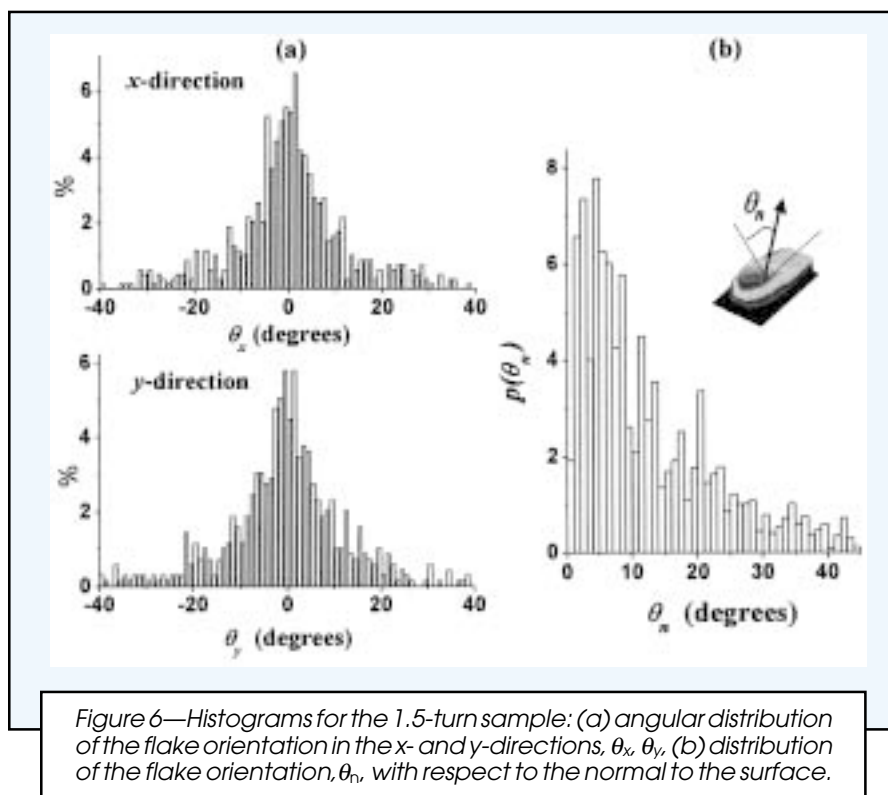 (a)
x-direction
%
6
4
2
0
-40 -20 0 20 40
θx (degrees)
y-direction
%
6
4
2
0
-40 -20 0 20 40
θy (degrees)
(b)
p(θn)
8
6
4
2
0
0 10 20 30 40
θn (degrees)
θn
Figure 6—Histograms for the 1.5-turn sample: (a) angular distribution
of the flake orientation in the x- and y-directions, θx, θy, (b) distribution
of the flake orientation, θn, with respect to the normal to the surface.